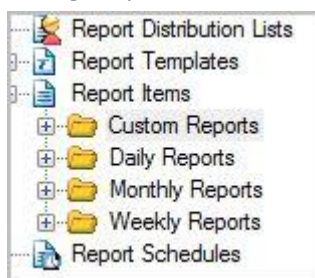 Report Distribution Lists
Report Templates
Report Items
Custom Reports
Daily Reports
Monthly Reports
Weekly Reports
Report Schedules